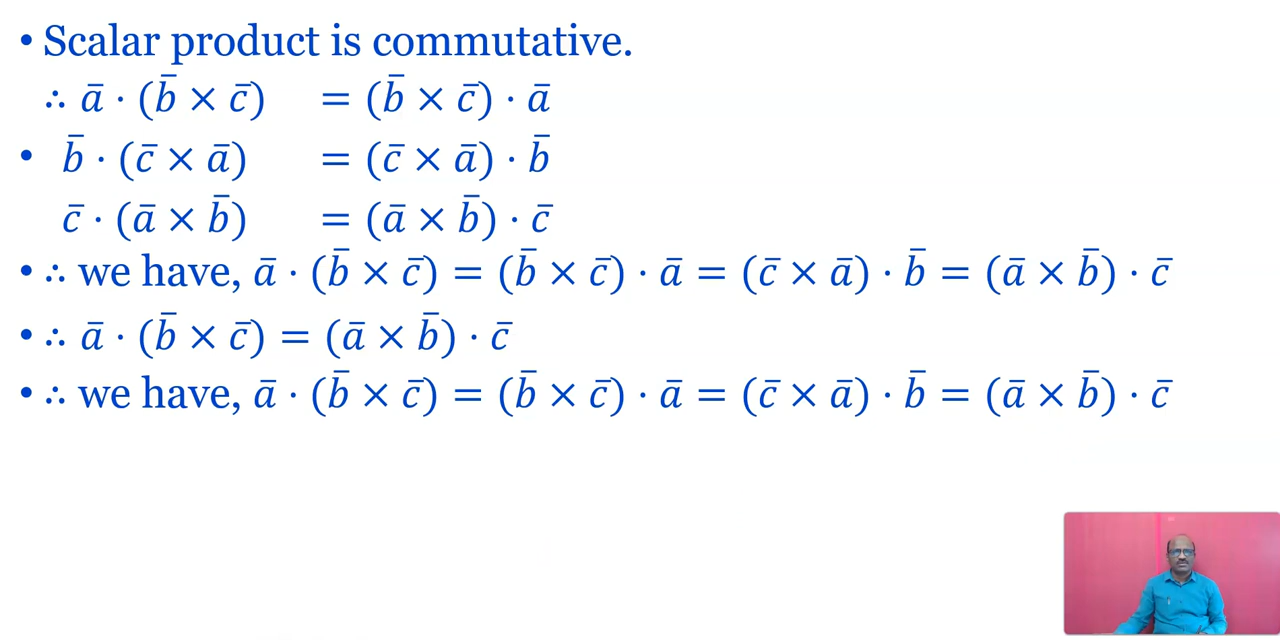 • Scalar product is commutative.
∴ a̅ · (b̅ × c̅) = (b̅ × c̅) · a̅
• b̅ · (c̅ × a̅) = (c̅ × a̅) · b̅
c̅ · (a̅ × b̅) = (a̅ × b̅) · c̅
• ∴ we have, a̅ · (b̅ × c̅) = (b̅ × c̅) · a̅ = (c̅ × a̅) · b̅ = (a̅ × b̅) · c̅
• ∴ a̅ · (b̅ × c̅) = (a̅ × b̅) · c̅
• ∴ we have, a̅ · (b̅ × c̅) = (b̅ × c̅) · a̅ = (c̅ × a̅) · b̅ = (a̅ × b̅) · c̅